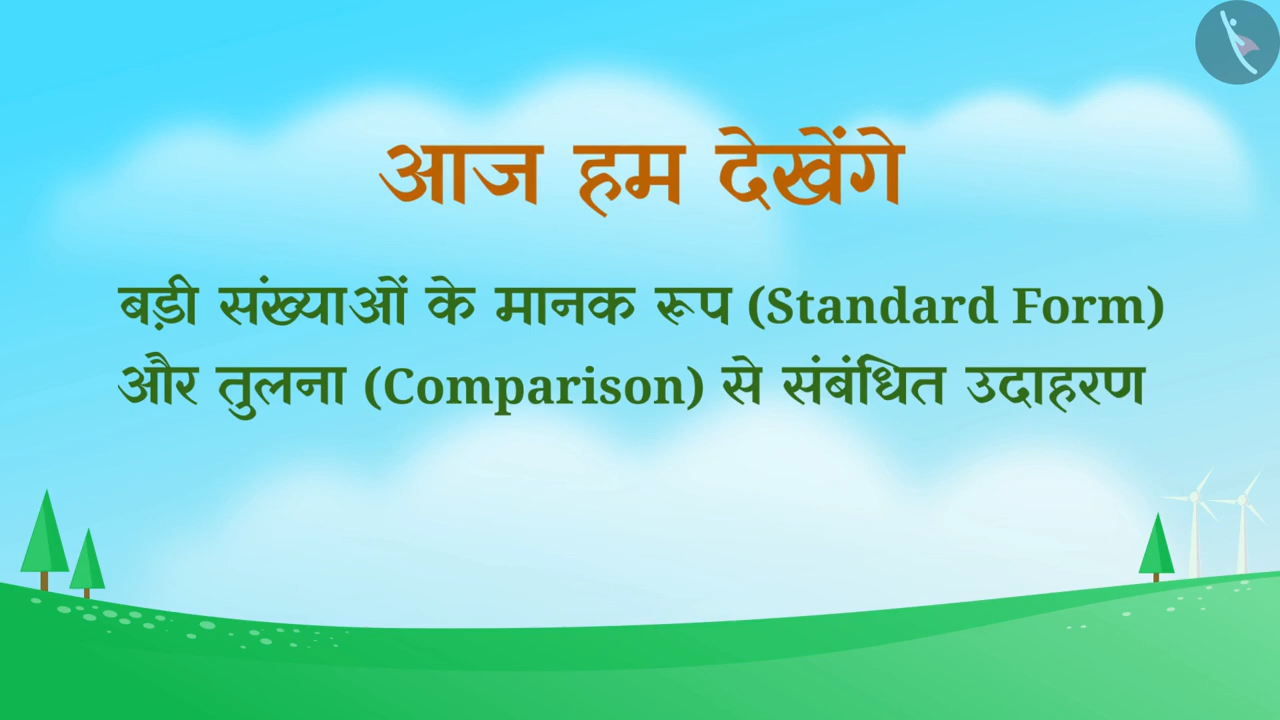 आज हम देखेंगे
बड़ी संख्याओं के मानक रूप (Standard Form)
और तुलना (Comparison) से संबंधित उदाहरण